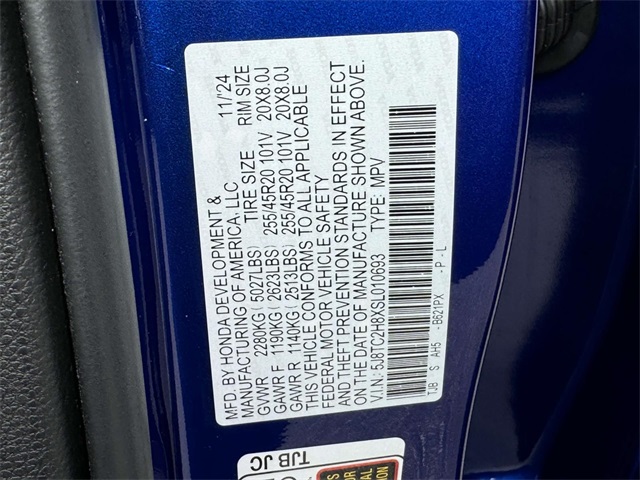 MFD. BY HONDA DEVELOPMENT & 11/'24
MANUFACTURING OF AMERICA, LLC TIRE SIZE RIM SIZE
GVWR 2280KG(5027LBS) 255/45R20 101V 20X8.0J
GAWR F 1190KG(2623LBS) 255/45R20 101V 20X8.0J
GAWR R 1140KG(2513LBS)
THIS VEHICLE CONFORMS TO ALL APPLICABLE
FEDERAL MOTOR VEHICLE SAFETY
AND THEFT PREVENTION STANDARDS IN EFFECT
ON THE DATE OF MANUFACTURE SHOWN ABOVE.
V.I.N.: 5J8TC2H8XSL010693 TYPE: MPV
TJB S AH5 - B621PX - P - L
TJB JC